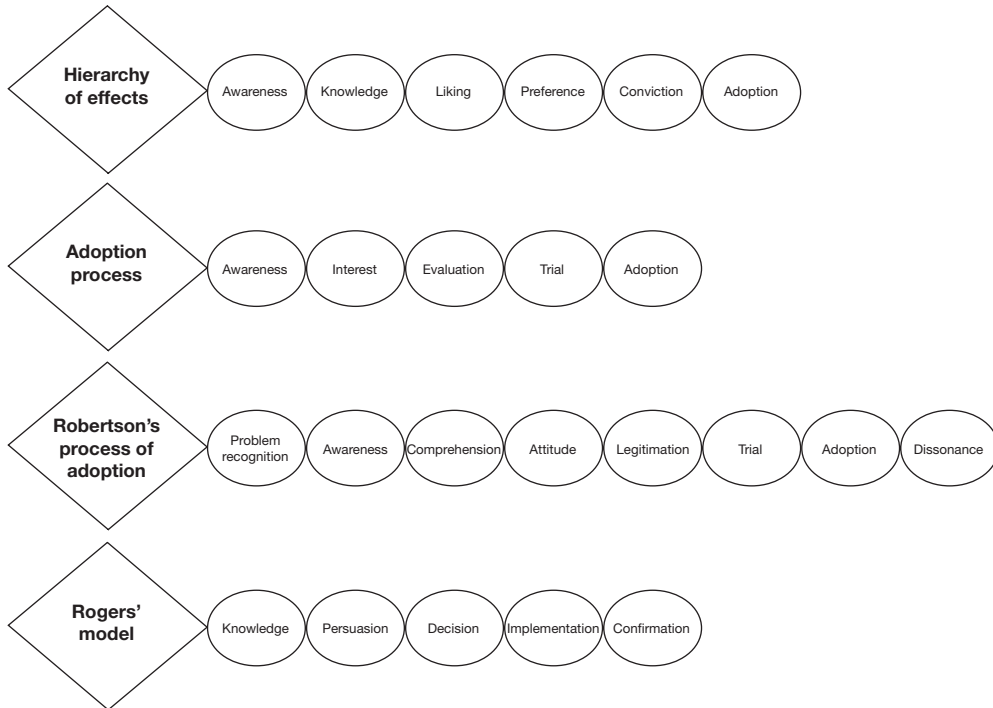 Hierarchy
of effects
Awareness
Knowledge
Liking
Preference
Conviction
Adoption
Adoption
process
Awareness
Interest
Evaluation
Trial
Adoption
Robertson's
process of
adoption
Problem
recognition
Awareness
Comprehension
Attitude
Legitimation
Trial
Adoption
Dissonance
Rogers'
model
Knowledge
Persuasion
Decision
Implementation
Confirmation